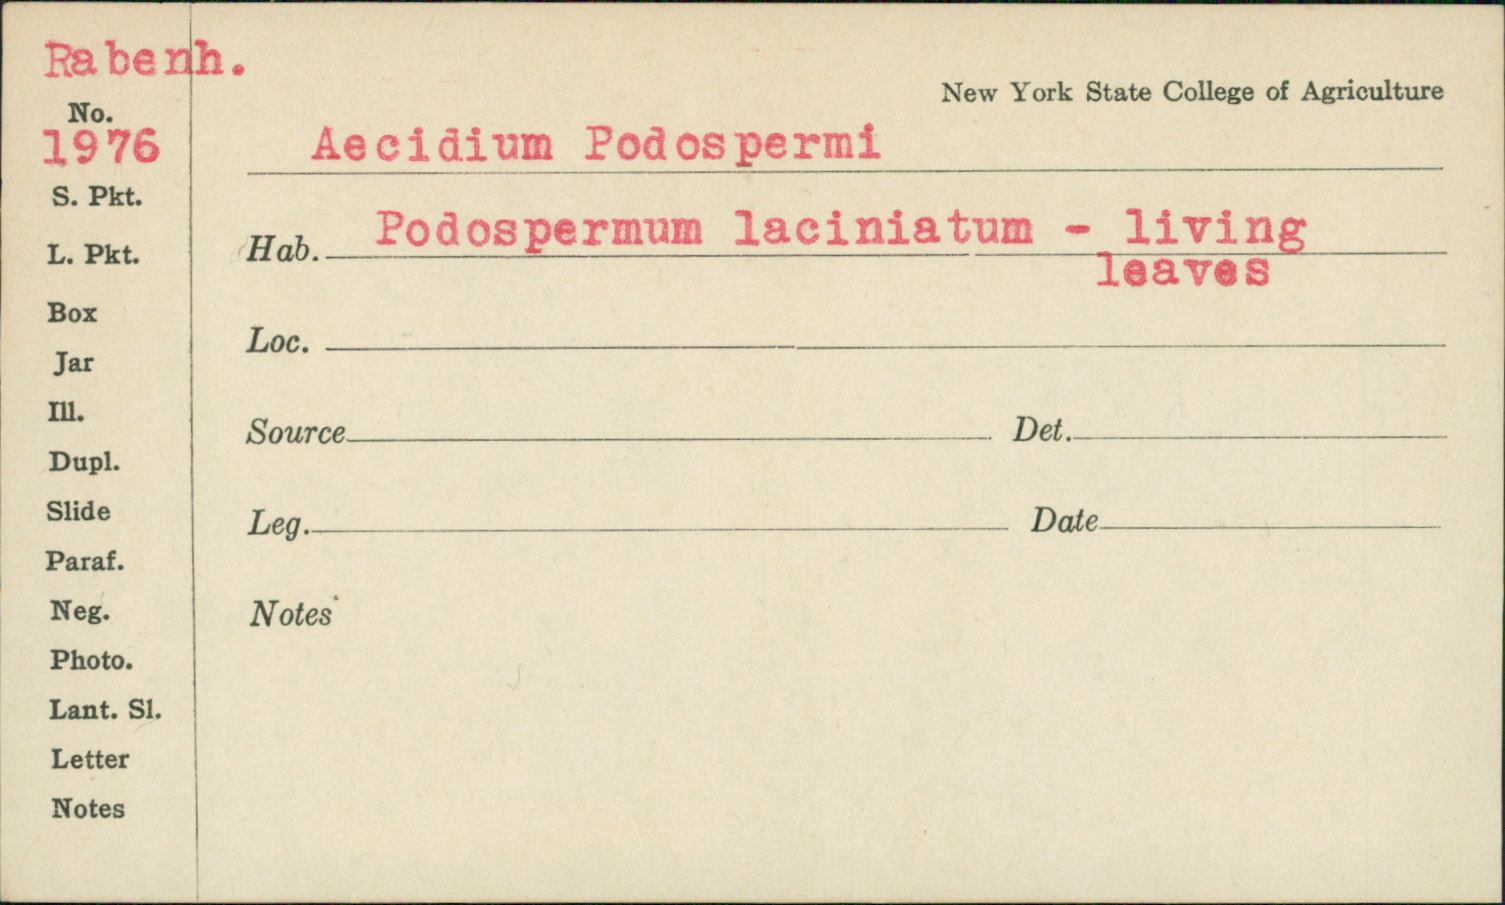 Rabenh.
No.
1976
S. Pkt.
L. Pkt.
Box
Jar
Ill.
Dupl.
Slide
Paraf.
Neg.
Photo.
Lant. Sl.
Letter
Notes
New York State College of Agriculture
Aecidium Podospermi
Hab. Podospermum laciniatum - living
leaves
Loc.
Source Det.
Leg. Date
Notes